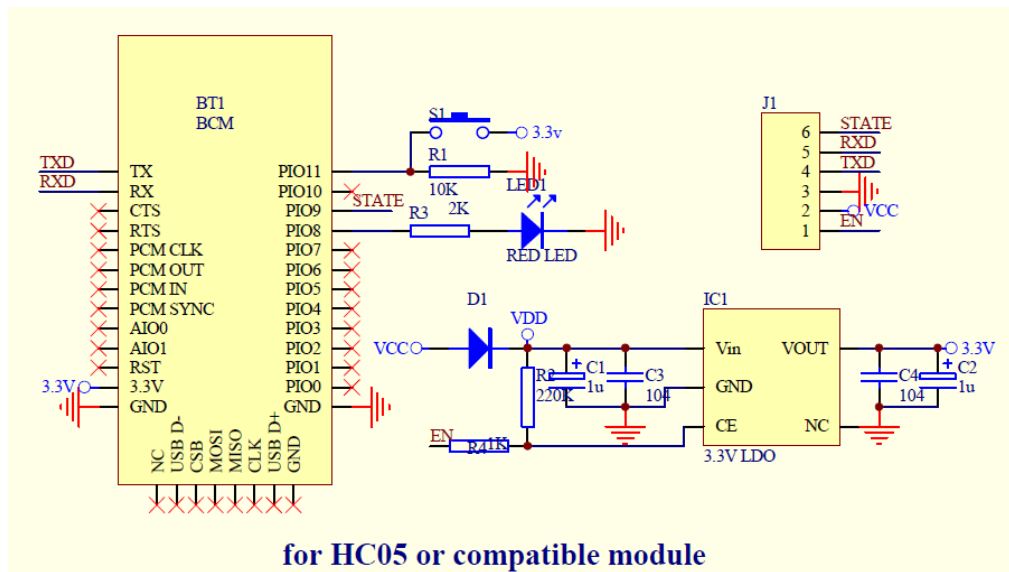 BT1
BCM
TXD
RXD
TX
RX
CTS
RTS
PCM CLK
PCM OUT
PCM IN
PCM SYNC
AIO0
AIO1
RST
3.3V
3.3V
GND
PIO11
PIO10
PIO9
PIO8
PIO7
PIO6
PIO5
PIO4
PIO3
PIO2
PIO1
PIO0
GND
NC
USB D-
CSB
MOSI
MISO
CLK
USB D+
GND
S1
3.3v
R1
10K
STATE
R3
2K
LED1
RED LED
J1
6 STATE
5 RXD
4 TXD
3
2 VCC
1 EN
D1
VCC
VDD
R2
220K
C1
1u
C3
104
EN
R4
1K
IC1
Vin
GND
CE
VOUT
NC
3.3V LDO
C4
104
C2
1u
3.3V
for HC05 or compatible module